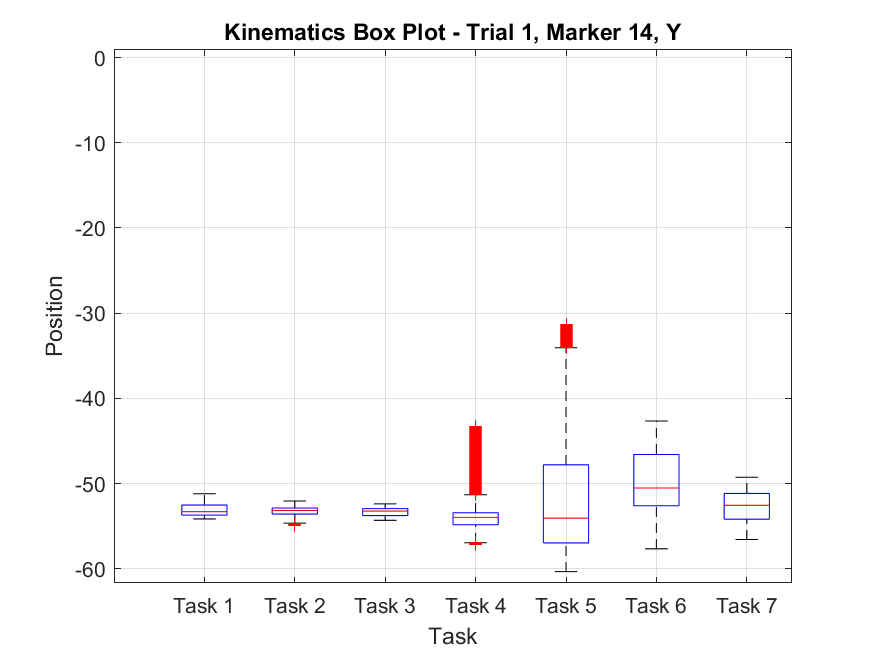 Kinematics Box Plot - Trial 1, Marker 14, Y
0
-10
-20
-30
-40
-50
-60
Position
Task 1 Task 2 Task 3 Task 4 Task 5 Task 6 Task 7
Task